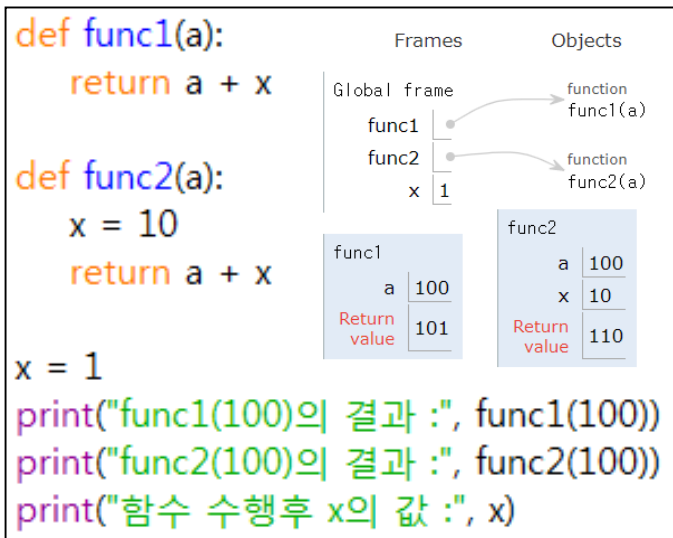 def func1(a):
    return a + x
def func2(a):
    x = 10
    return a + x
x = 1
print("func1(100)의 결과 :", func1(100))
print("func2(100)의 결과 :", func2(100))
print("함수 수행후 x의 값 :", x)
Frames Objects
Global frame
func1
func2
x 1
function
func1(a)
function
func2(a)
func1
a 100
Return
value 101
func2
a 100
x 10
Return
value 110